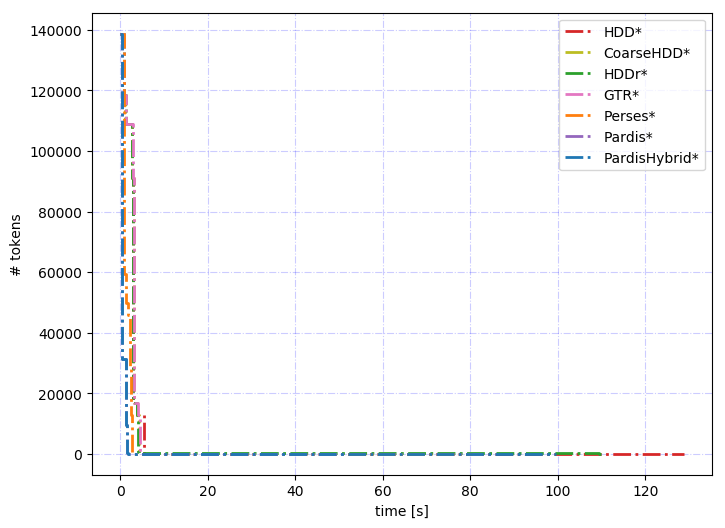 140000
120000
100000
80000
60000
40000
20000
0
# tokens
0 20 40 60 80 100 120
time [s]
HDD*
CoarseHDD*
HDDr*
GTR*
Perses*
Pardis*
PardisHybrid*